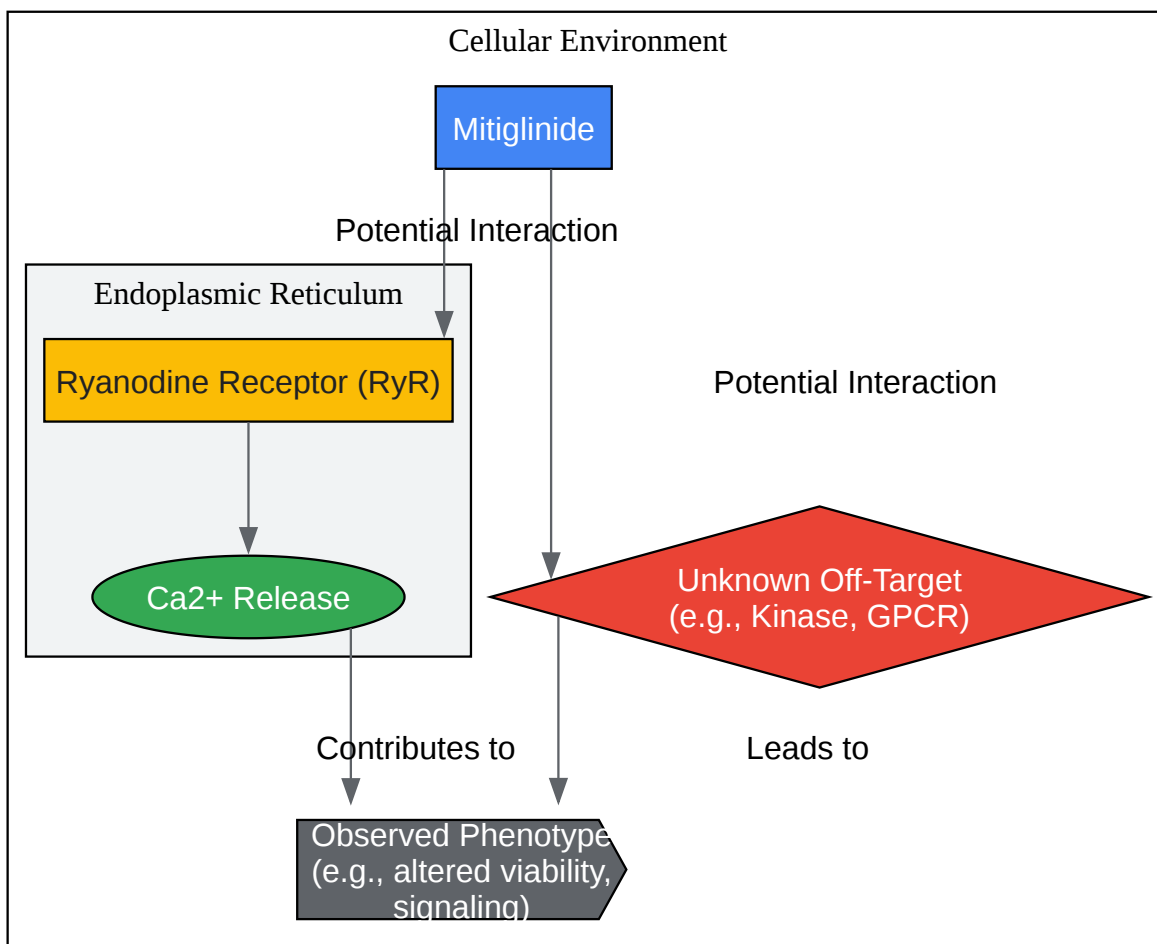 Cellular Environment
Mitiglinide
Potential Interaction
Endoplasmic Reticulum
Ryanodine Receptor (RyR)
Potential Interaction
Ca2+ Release
Unknown Off-Target
(e.g., Kinase, GPCR)
Contributes to
Leads to
Observed Phenotype
(e.g., altered viability,
signaling)